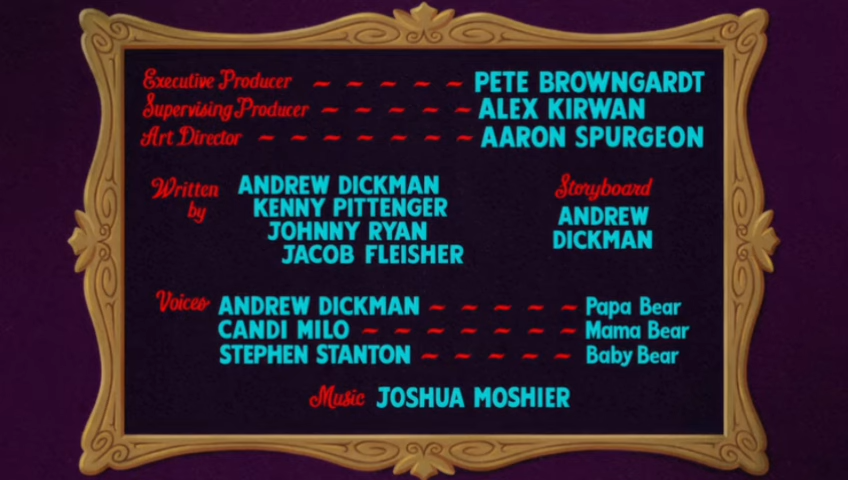 Executive Producer ~ ~ ~ ~ ~ PETE BROWNGARDT
Supervising Producer ~ ~ ~ ~ ~ ALEX KIRWAN
Art Director ~ ~ ~ ~ ~ ~ ~ AARON SPURGEON
Written by
ANDREW DICKMAN
KENNY PITTENGER
JOHNNY RYAN
JACOB FLEISHER
Storyboard
ANDREW
DICKMAN
Voices ANDREW DICKMAN ~ ~ ~ ~ ~ Papa Bear
CANDI MILO ~ ~ ~ ~ ~ ~ ~ Mama Bear
STEPHEN STANTON ~ ~ ~ ~ ~ Baby Bear
Music JOSHUA MOSHIER